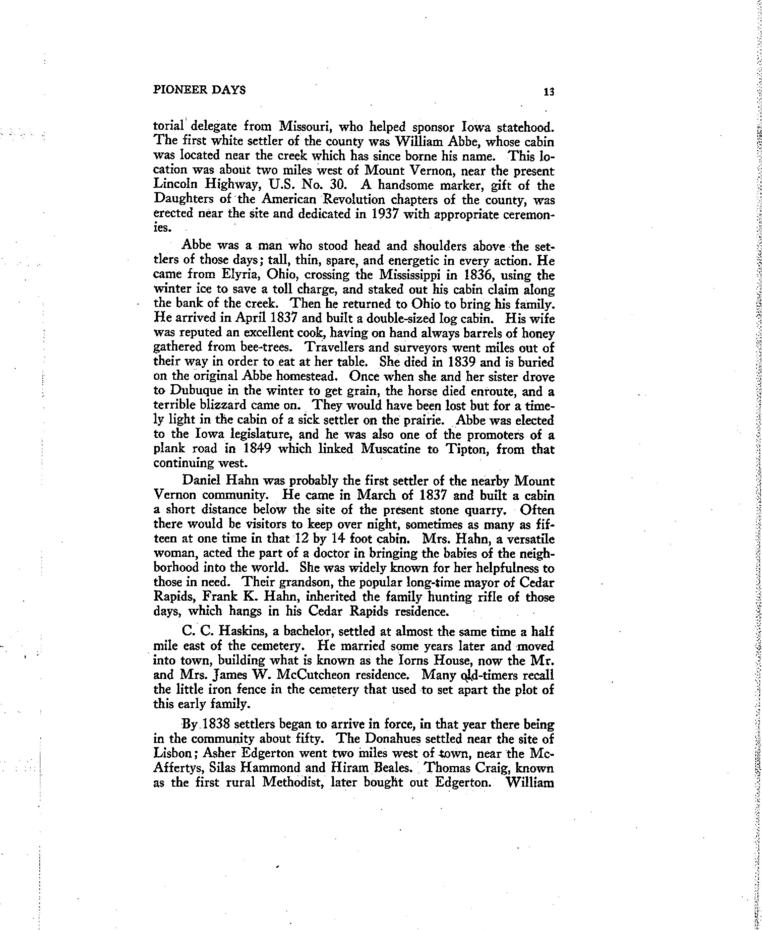 PIONEER DAYS 13
torial delegate from Missouri, who helped sponsor Iowa statehood.
The first white settler of the county was William Abbe, whose cabin
was located near the creek which has since borne his name. This lo-
cation was about two miles west of Mount Vernon, near the present
Lincoln Highway, U.S. No. 30. A handsome marker, gift of the
Daughters of the American Revolution chapters of the county, was
erected near the site and dedicated in 1937 with appropriate ceremon-
ies.
Abbe was a man who stood head and shoulders above the set-
tlers of those days; tall, thin, spare, and energetic in every action. He
came from Elyria, Ohio, crossing the Mississippi in 1836, using the
winter ice to save a toll charge, and staked out his cabin claim along
the bank of the creek. Then he returned to Ohio to bring his family.
He arrived in April 1837 and built a double-sized log cabin. His wife
was reputed an excellent cook, having on hand always barrels of honey
gathered from bee-trees. Travellers and surveyors went miles out of
their way in order to eat at her table. She died in 1839 and is buried
on the original Abbe homestead. Once when she and her sister drove
to Dubuque in the winter to get grain, the horse died enroute, and a
terrible blizzard came on. They would have been lost but for a time-
ly light in the cabin of a sick settler on the prairie. Abbe was elected
to the Iowa legislature, and he was also one of the promoters of a
plank road in 1849 which linked Muscatine to Tipton, from that
continuing west.
Daniel Hahn was probably the first settler of the nearby Mount
Vernon community. He came in March of 1837 and built a cabin
a short distance below the site of the present stone quarry. Often
there would be visitors to keep over night, sometimes as many as fif-
teen at one time in that 12 by 14 foot cabin. Mrs. Hahn, a versatile
woman, acted the part of a doctor in bringing the babies of the neigh-
borhood into the world. She was widely known for her helpfulness to
those in need. Their grandson, the popular long-time mayor of Cedar
Rapids, Frank K. Hahn, inherited the family hunting rifle of those
days, which hangs in his Cedar Rapids residence.
C. C. Haskins, a bachelor, settled at almost the same time a half
mile east of the cemetery. He married some years later and moved
into town, building what is known as the Iorns House, now the Mr.
and Mrs. James W. McCutcheon residence. Many old-timers recall
the little iron fence in the cemetery that used to set apart the plot of
this early family.
By 1838 settlers began to arrive in force, in that year there being
in the community about fifty. The Donahues settled near the site of
Lisbon; Asher Edgerton went two miles west of town, near the Mc-
Affertys, Silas Hammond and Hiram Beales. Thomas Craig, known
as the first rural Methodist, later bought out Edgerton. William